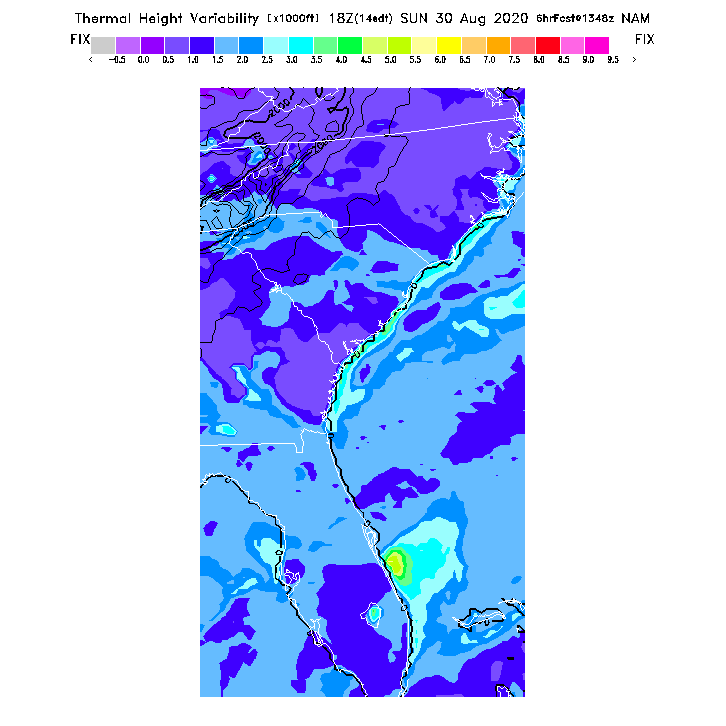 Thermal Height Variability [x1000ft] 18Z(14edt) SUN 30 Aug 2020 6hrFcst@1348z NAM
FIX FIX
< -0.5 0.0 0.5 1.0 1.5 2.0 2.5 3.0 3.5 4.0 4.5 5.0 5.5 6.0 6.5 7.0 7.5 8.0 8.5 9.0 9.5 >
2000